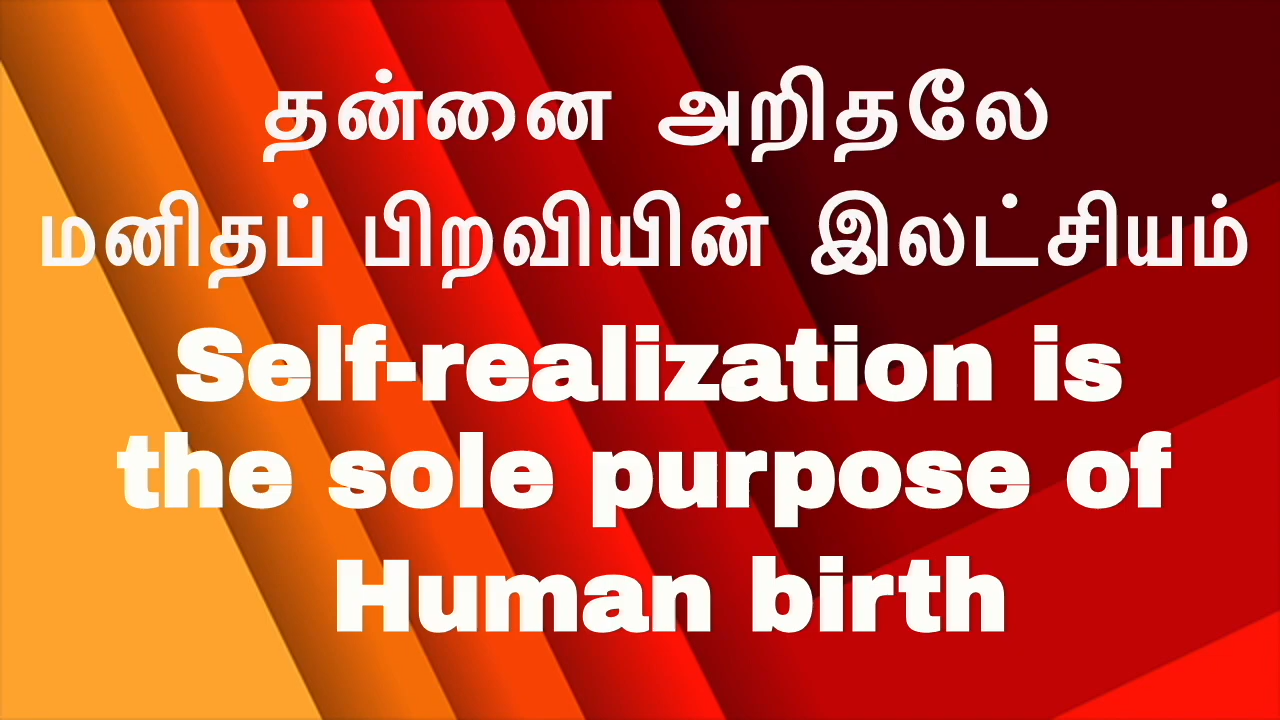 தன்னை அறிதலே
மனிதப் பிறவியின் இலட்சியம்
Self-realization is
the sole purpose of
Human birth